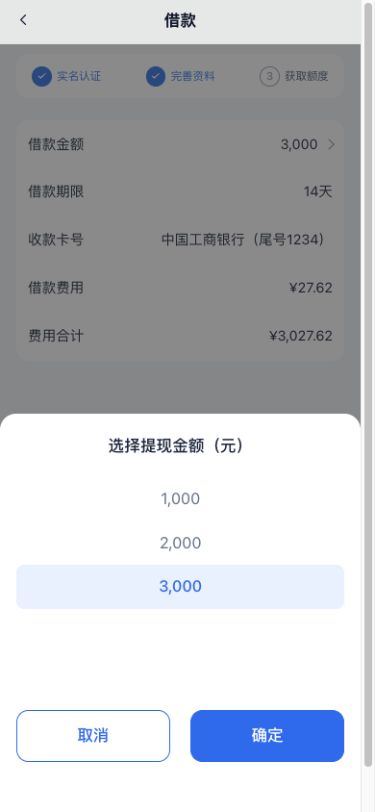 借款
实名认证 完善资料 3 获取额度
借款金额 3,000
借款期限 14天
收款卡号 中国工商银行（尾号1234）
借款费用 ¥27.62
费用合计 ¥3,027.62
选择提现金额（元）
1,000
2,000
3,000
取消 确定